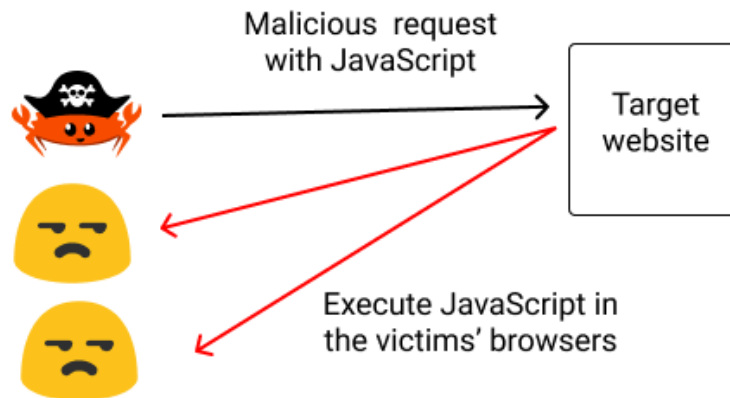 Malicious request
with JavaScript
Target
website
Execute JavaScript in
the victims’ browsers